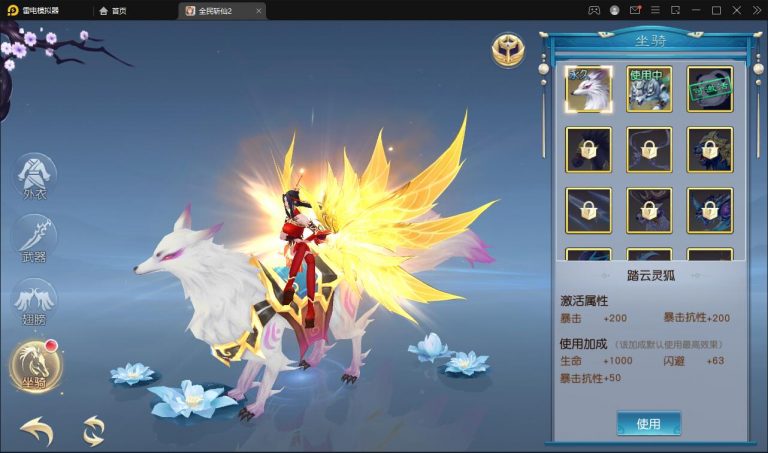 雷电模拟器
首页
全民斩仙2
坐骑
永久
使用中
可激活
外衣
武器
翅膀
坐骑
踏云灵狐
激活属性
暴击 +200 暴击抗性+200
使用加成（该加成默认使用最高效果）
生命 +1000 闪避 +63
暴击抗性+50
使用